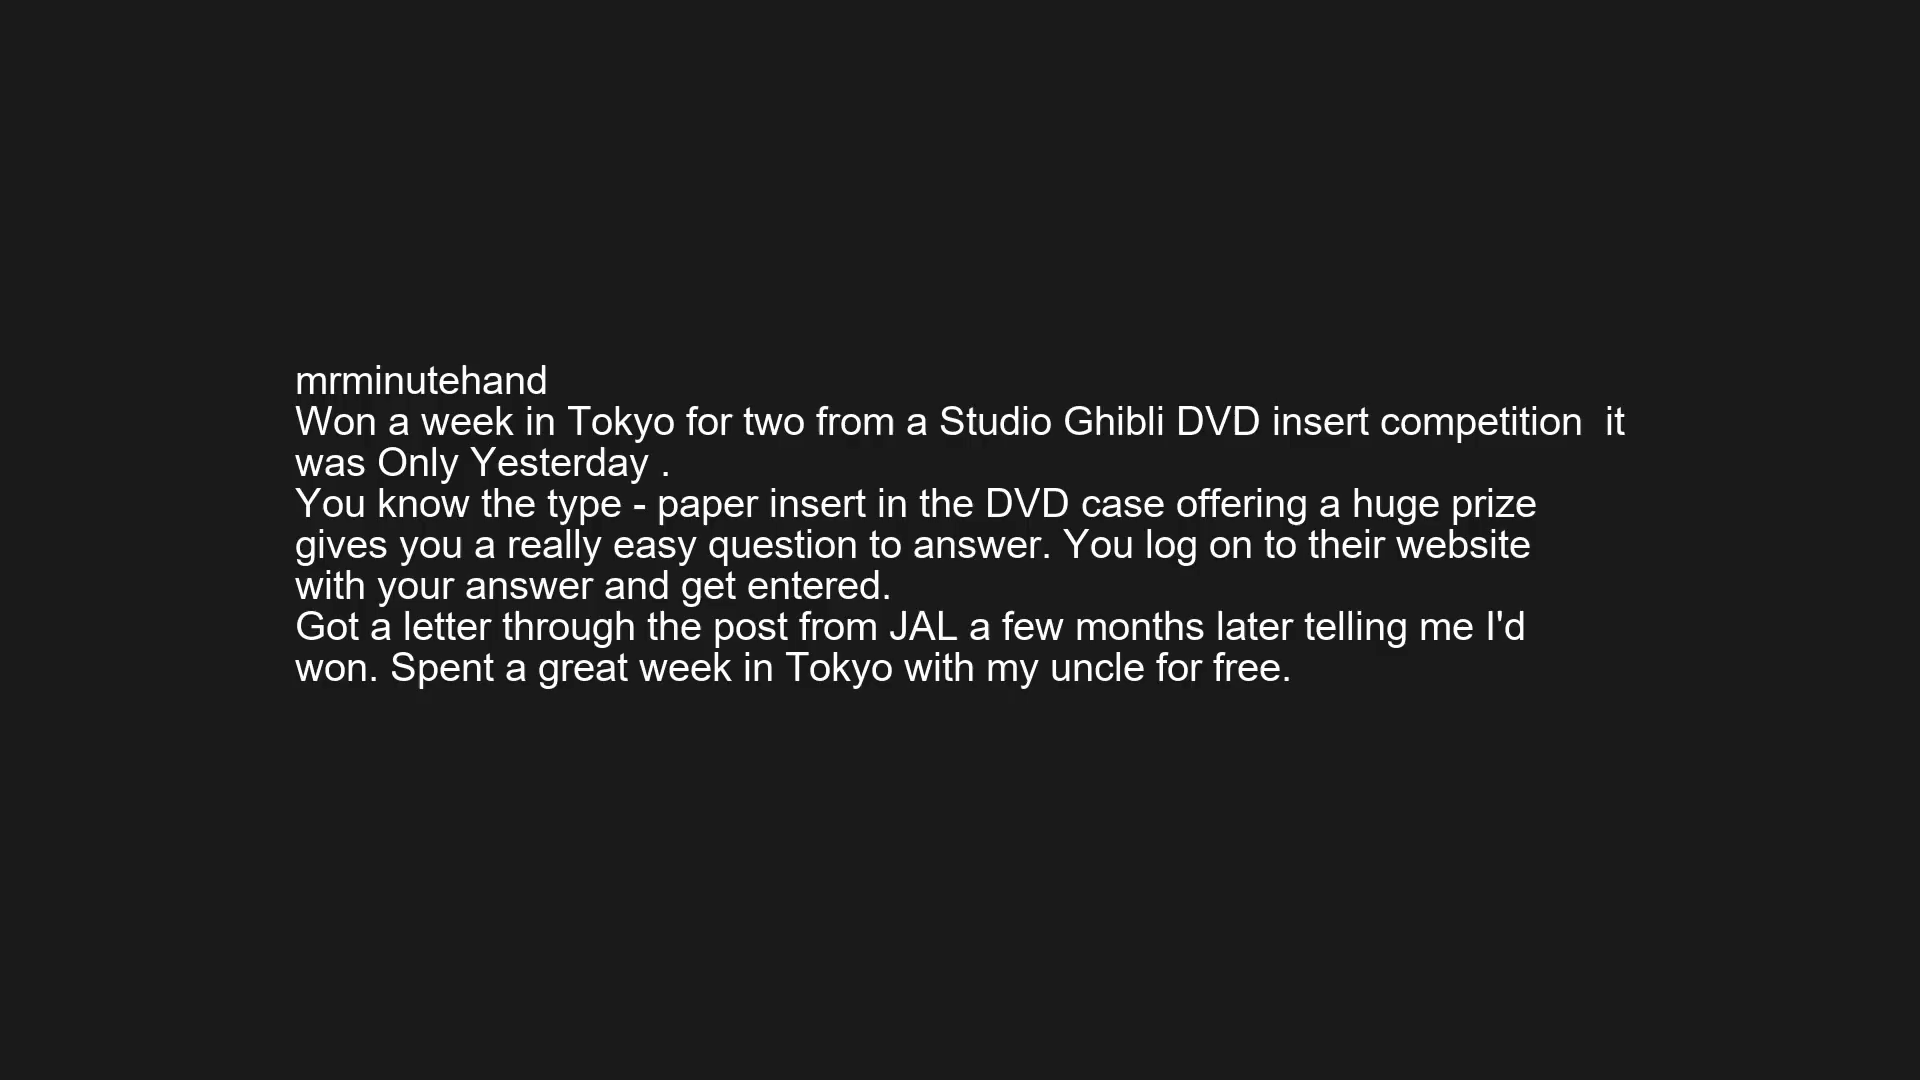 mrminutehand
Won a week in Tokyo for two from a Studio Ghibli DVD insert competition  it
was Only Yesterday .
You know the type - paper insert in the DVD case offering a huge prize
gives you a really easy question to answer. You log on to their website
with your answer and get entered.
Got a letter through the post from JAL a few months later telling me I'd
won. Spent a great week in Tokyo with my uncle for free.